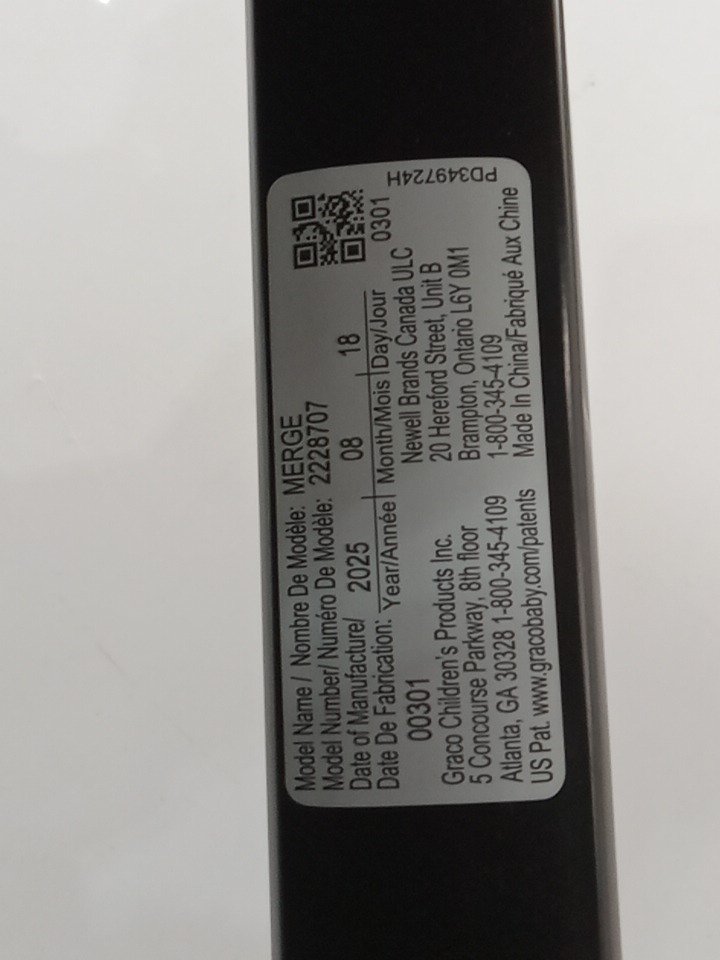 Model Name / Nombre De Modèle: MERGE
Model Number/ Numéro De Modèle: 2228707
Date of Manufacture/ 2025 08 18
Date De Fabrication: Year/Année Month/Mois Day/Jour
00301
0301
Graco Children's Products Inc.
5 Concourse Parkway, 8th floor
Atlanta, GA 30328 1-800-345-4109
US Pat. www.gracobaby.com/patents
Newell Brands Canada ULC
20 Hereford Street, Unit B
Brampton, Ontario L6Y 0M1
1-800-345-4109
Made In China/Fabriqué Aux Chine
PD349724H